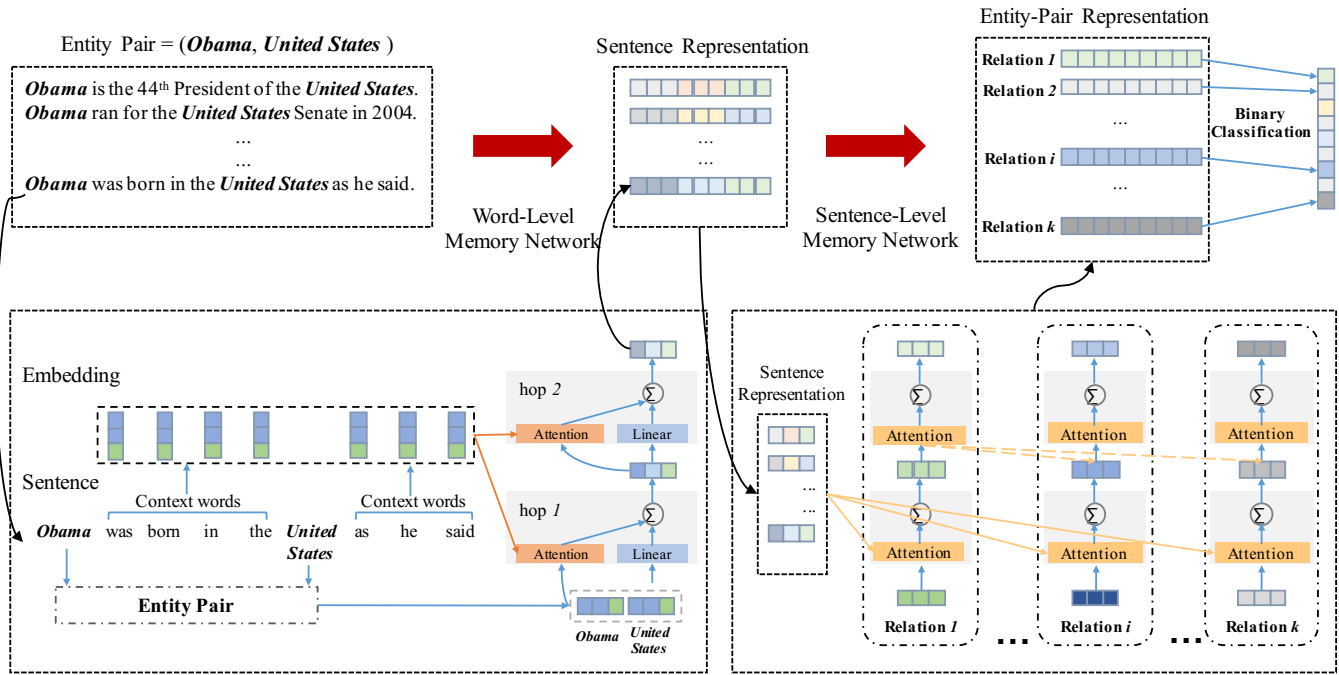 Entity Pair = (Obama, United States )
Obama is the 44th President of the United States.
Obama ran for the United States Senate in 2004.
...
...
Obama was born in the United States as he said.
Word-Level
Memory Network
Sentence Representation
...
...
Sentence-Level
Memory Network
Entity-Pair Representation
Relation 1
Relation 2
...
Relation i
...
Relation k
Binary
Classification
Embedding
Sentence
Context words
Context words
Obama was born in the United States as he said
Entity Pair
hop 2
∑
Attention
Linear
hop 1
∑
Attention
Linear
Obama
United
States
Sentence
Representation
...
...
∑
Attention
∑
Attention
Relation 1
...
∑
Attention
∑
Attention
Relation i
...
∑
Attention
∑
Attention
Relation k